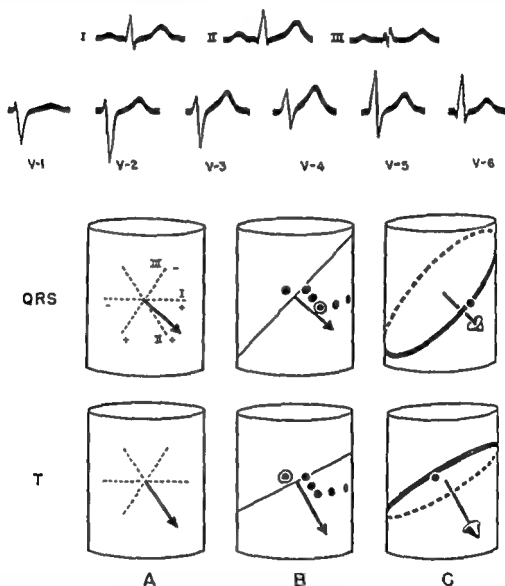 I II III
V-1 V-2 V-3 V-4 V-5 V-6
QRS
III -
I
- +
+ II +
T
A B C